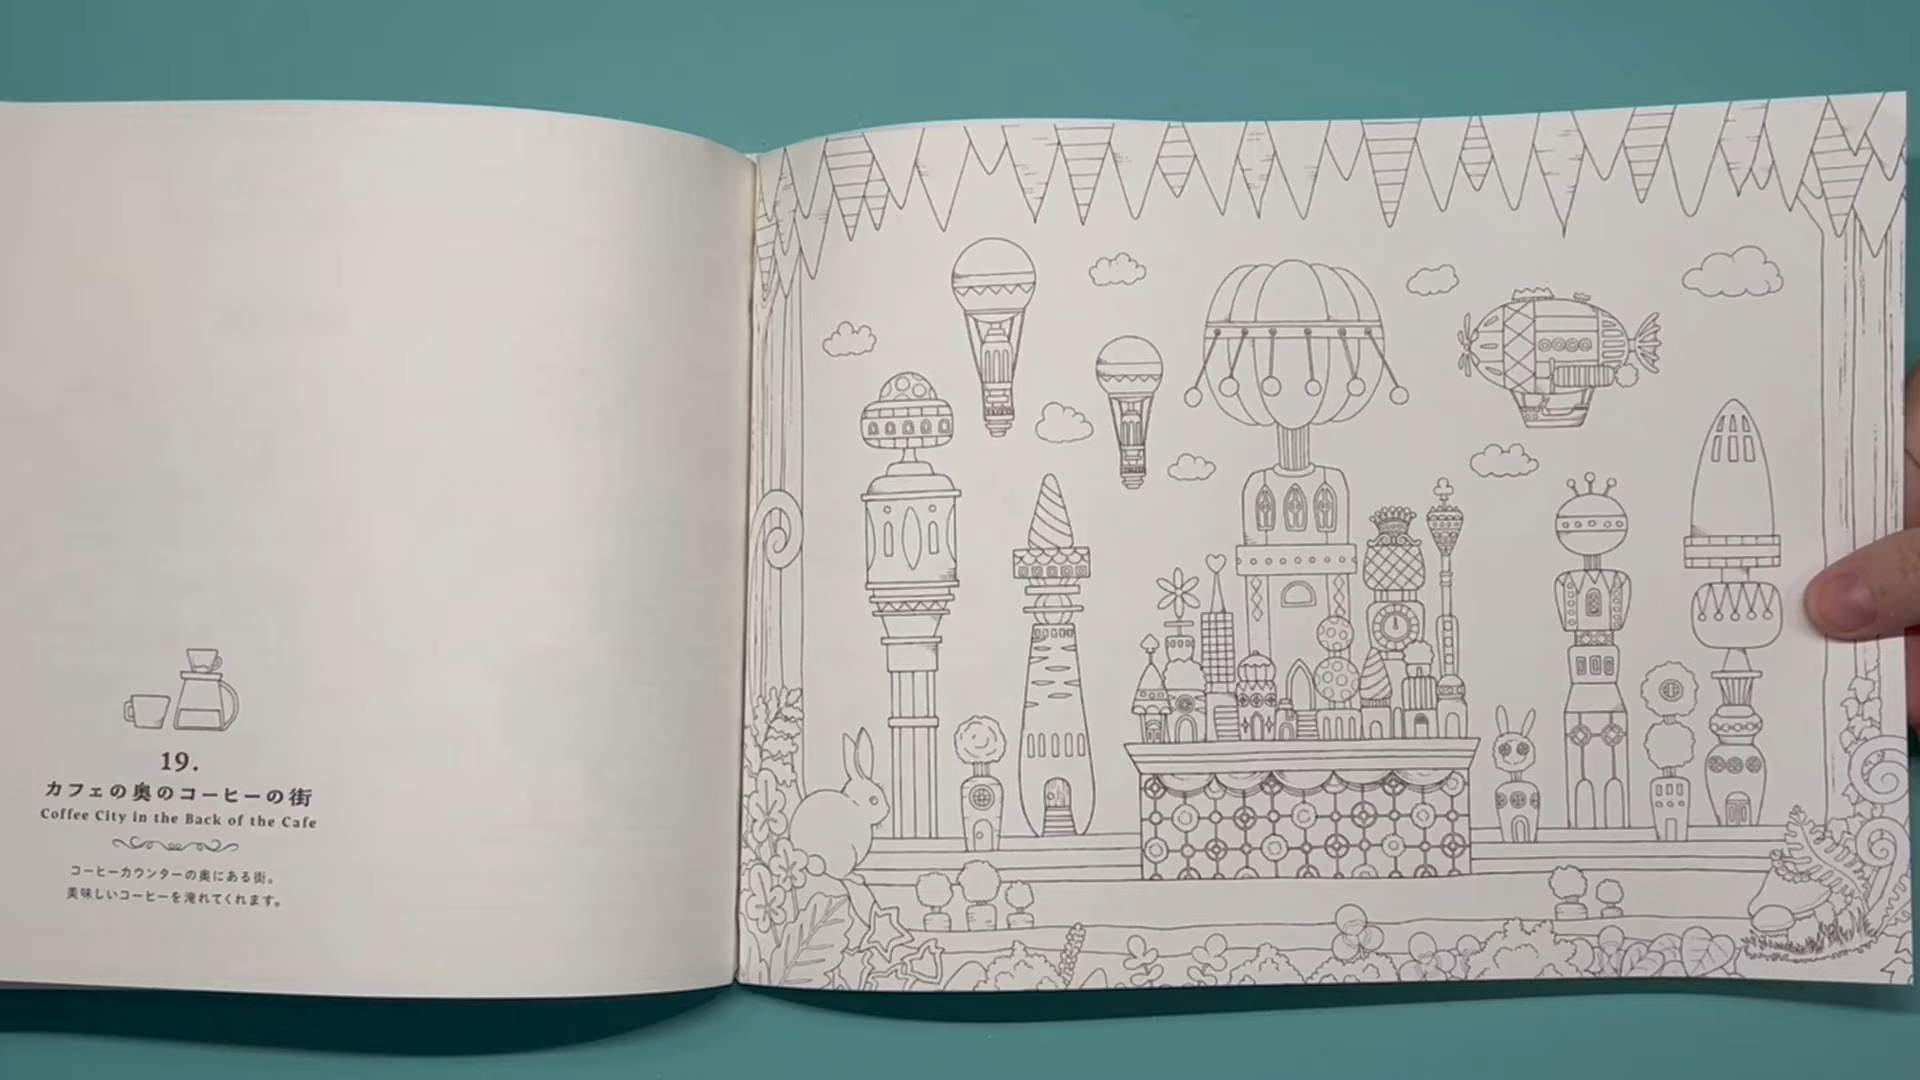 19.
カフェの奥のコーヒーの街
Coffee City in the Back of the Cafe
コーヒーカウンターの奥にある街。
美味しいコーヒーを淹れてくれます。